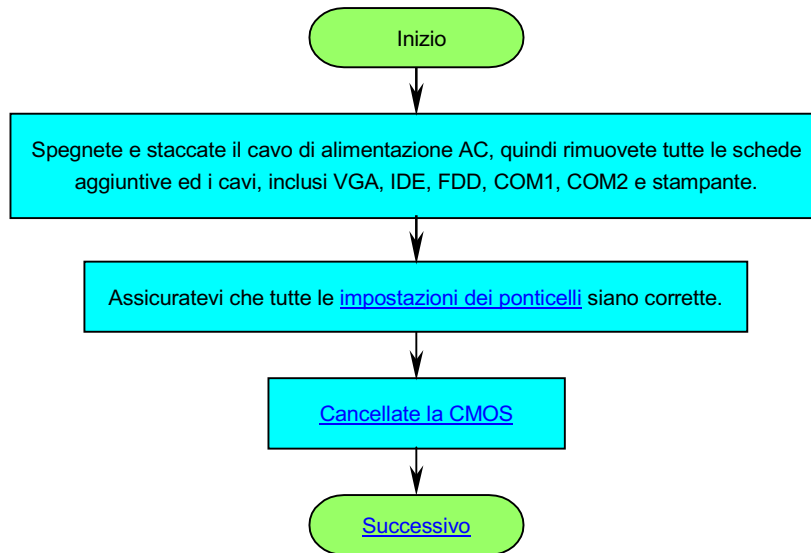 Inizio
Spegnete e staccate il cavo di alimentazione AC, quindi rimuovete tutte le schede
aggiuntive ed i cavi, inclusi VGA, IDE, FDD, COM1, COM2 e stampante.
Assicuratevi che tutte le impostazioni dei ponticelli siano corrette.
Cancellate la CMOS
Successivo